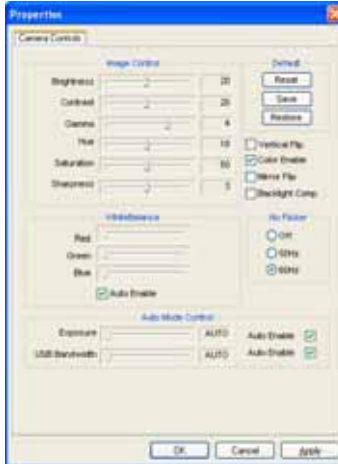 Properties
Camera Controls
Image Control
Default
Brightness 20
Reset
Contrast 20
Save
Gamma 4
Restore
Hue 10
Vertical Flip
Saturation
Color Enable
Sharpness
Mirror Flip
Backlight Comp
WhiteBalance
No Flicker
Red
Off
Green
50Hz
Blue
60Hz
Auto Enable
Auto Mode Control
Exposure AUTO Auto Enable
USB Bandwidth AUTO Auto Enable
OK Cancel Apply